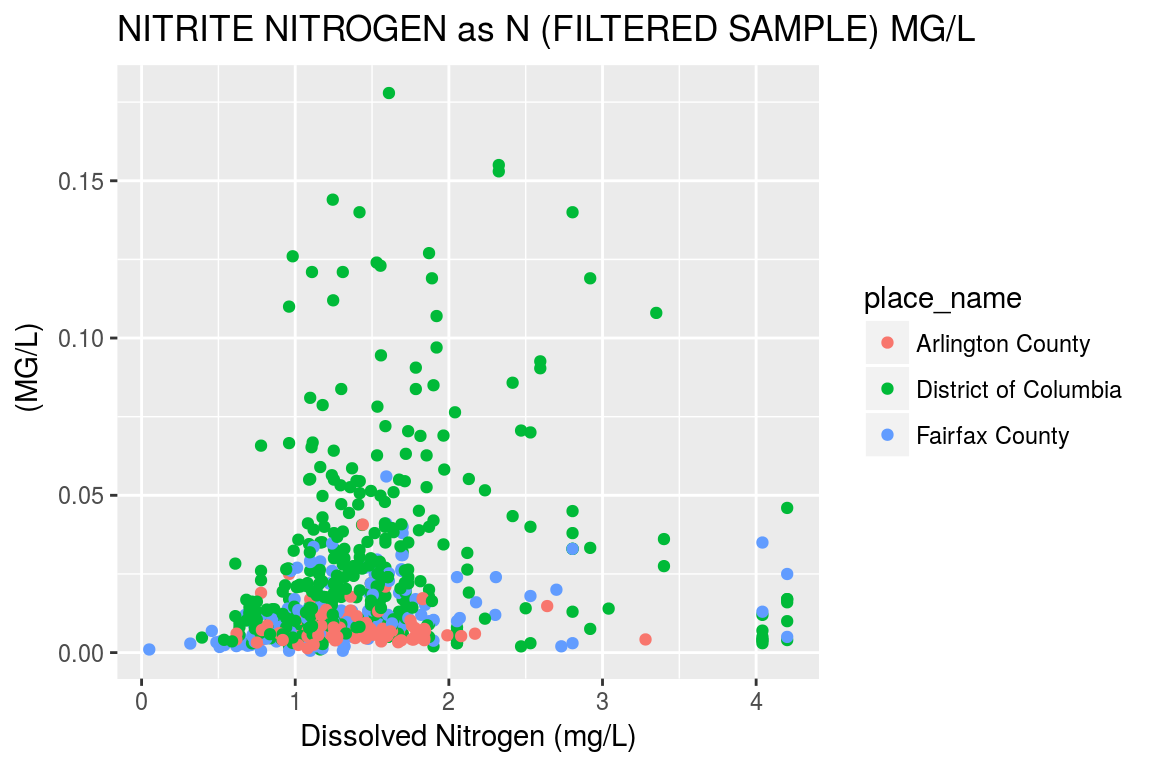 NITRITE NITROGEN as N (FILTERED SAMPLE) MG/L
(MG/L)
0.15
0.10
0.05
0.00
0 1 2 3 4
Dissolved Nitrogen (mg/L)
place_name
Arlington County
District of Columbia
Fairfax County